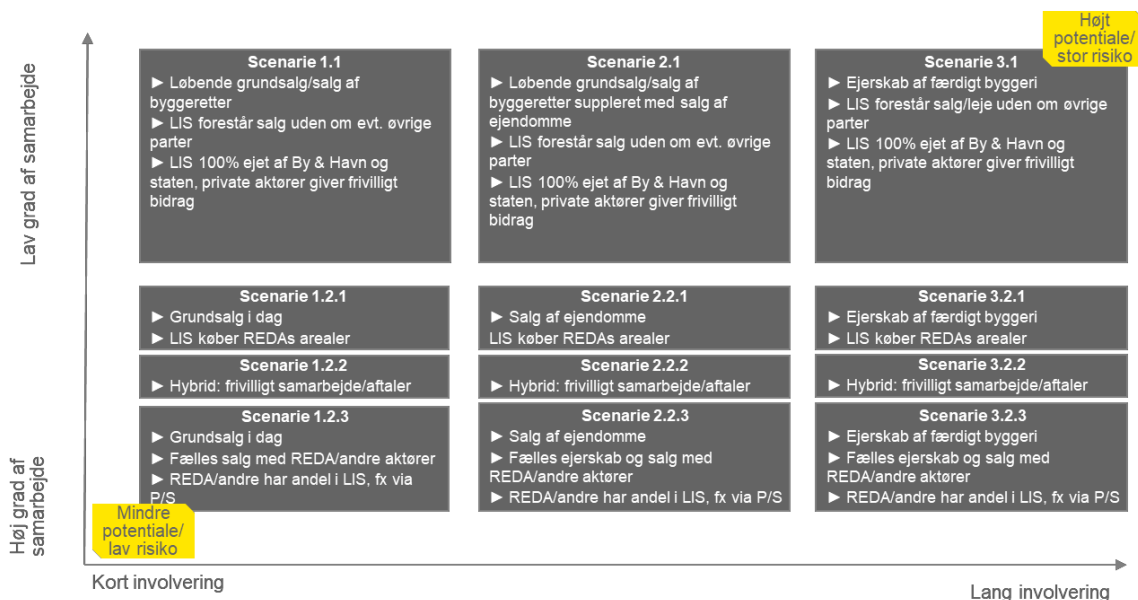 Højt
potentiale/
stor risiko
Lav grad af samarbejde
Scenarie 1.1
► Løbende grundsalg/salg af
byggeretter
► LIS forestår salg uden om evt. øvrige
parter
► LIS 100% ejet af By & Havn og
staten, private aktører giver frivilligt
bidrag
Scenarie 2.1
► Løbende grundsalg/salg af
byggeretter suppleret med salg af
ejendomme
► LIS forestår salg uden om evt. øvrige
parter
► LIS 100% ejet af By & Havn og
staten, private aktører giver frivilligt
bidrag
Scenarie 3.1
► Ejerskab af færdigt byggeri
► LIS forestår salg/leje uden om øvrige
parter
► LIS 100% ejet af By & Havn og
staten, private aktører giver frivilligt
bidrag
Scenarie 1.2.1
► Grundsalg i dag
► LIS køber REDAs arealer
Scenarie 2.2.1
► Salg af ejendomme
LIS køber REDAs arealer
Scenarie 3.2.1
► Ejerskab af færdigt byggeri
► LIS køber REDAs arealer
Scenarie 1.2.2
► Hybrid: frivilligt samarbejde/aftaler
Scenarie 2.2.2
► Hybrid: frivilligt samarbejde/aftaler
Scenarie 3.2.2
► Hybrid: frivilligt samarbejde/aftaler
Scenarie 1.2.3
► Grundsalg i dag
► Fælles salg med REDA/andre aktører
► REDA/andre har andel i LIS, fx via
P/S
Scenarie 2.2.3
► Salg af ejendomme
► Fælles ejerskab og salg med
REDA/andre aktører
► REDA/andre har andel i LIS, fx via P/S
Scenarie 3.2.3
► Ejerskab af færdigt byggeri
► Fælles ejerskab og salg med
REDA/andre aktører
► REDA/andre har andel i LIS, fx via P/S
Høj grad af
samarbejde
Mindre
potentiale/
lav risiko
Kort involvering
Lang involvering